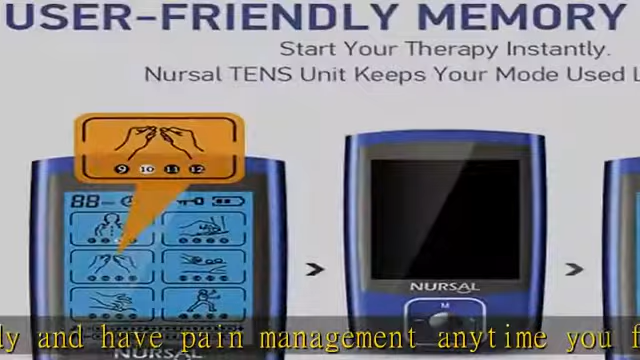 USER-FRIENDLY MEMORY
Start Your Therapy Instantly.
Nursal TENS Unit Keeps Your Mode Used
9 10 11 12
88
NURSAL
M
NURSAL
and have pain management anytime you